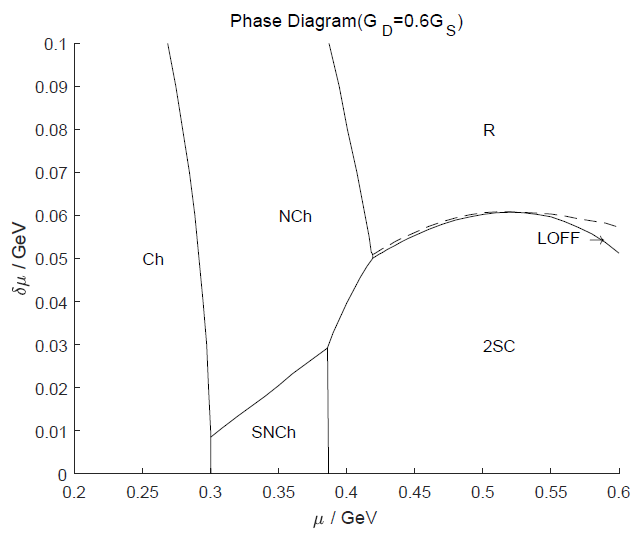 Phase Diagram(G_D=0.6G_S)
0.1
0.09
0.08
0.07
0.06
0.05
0.04
0.03
0.02
0.01
0
δμ / GeV
R
NCh
Ch
LOFF
2SC
SNCh
0.2 0.25 0.3 0.35 0.4 0.45 0.5 0.55 0.6
μ / GeV